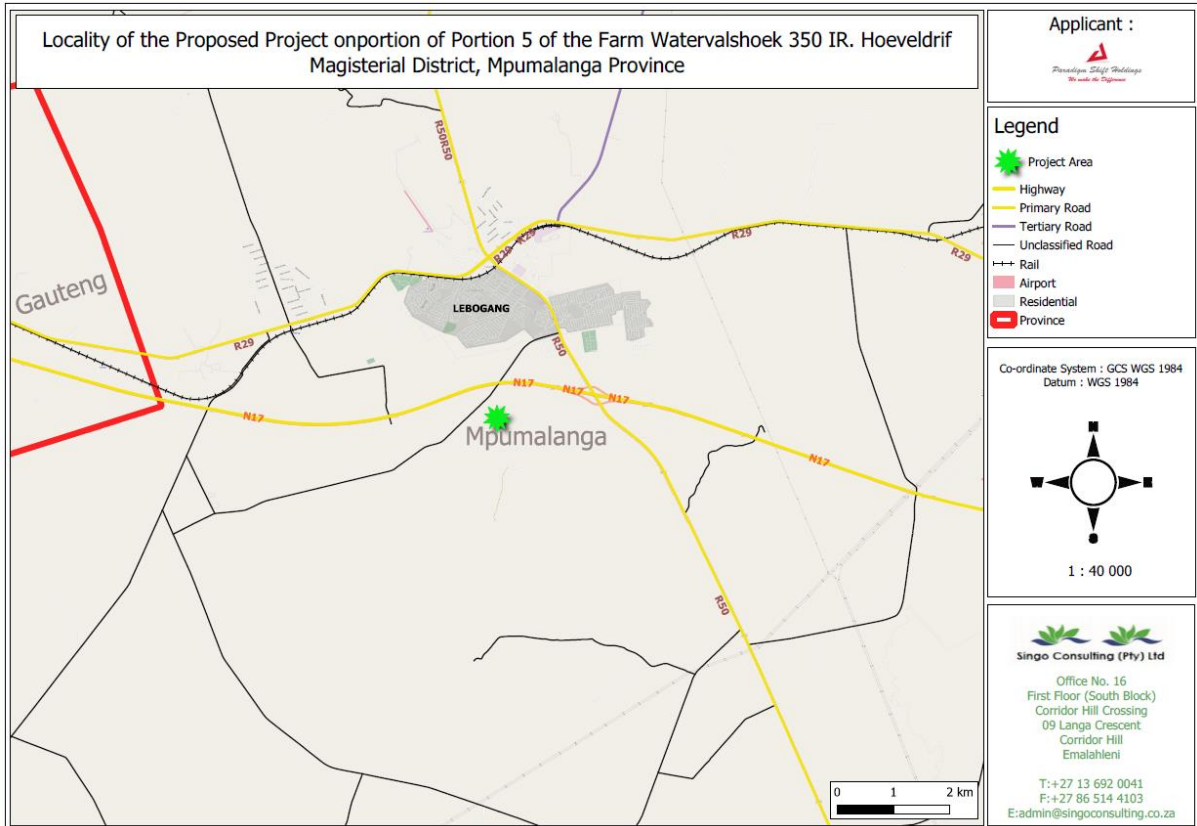 Locality of the Proposed Project onportion of Portion 5 of the Farm Watervalshoek 350 IR. Hoeveldrif
Magisterial District, Mpumalanga Province
R50R50
R29
R29
R29
R29
Gauteng
LEBOGANG
R29
R50
N17
N17
N17
N17
Mpumalanga
N17
R50
0 1 2 km
Applicant :
Paradigm Shift Holdings
We make the Difference
Legend
Project Area
Highway
Primary Road
Tertiary Road
Unclassified Road
Rail
Airport
Residential
Province
Co-ordinate System : GCS WGS 1984
Datum : WGS 1984
N
W E
S
1 : 40 000
Singo Consulting (Pty) Ltd
Office No. 16
First Floor (South Block)
Corridor Hill Crossing
09 Langa Crescent
Corridor Hill
Emalahleni
T:+27 13 692 0041
F:+27 86 514 4103
E:admin@singoconsulting.co.za